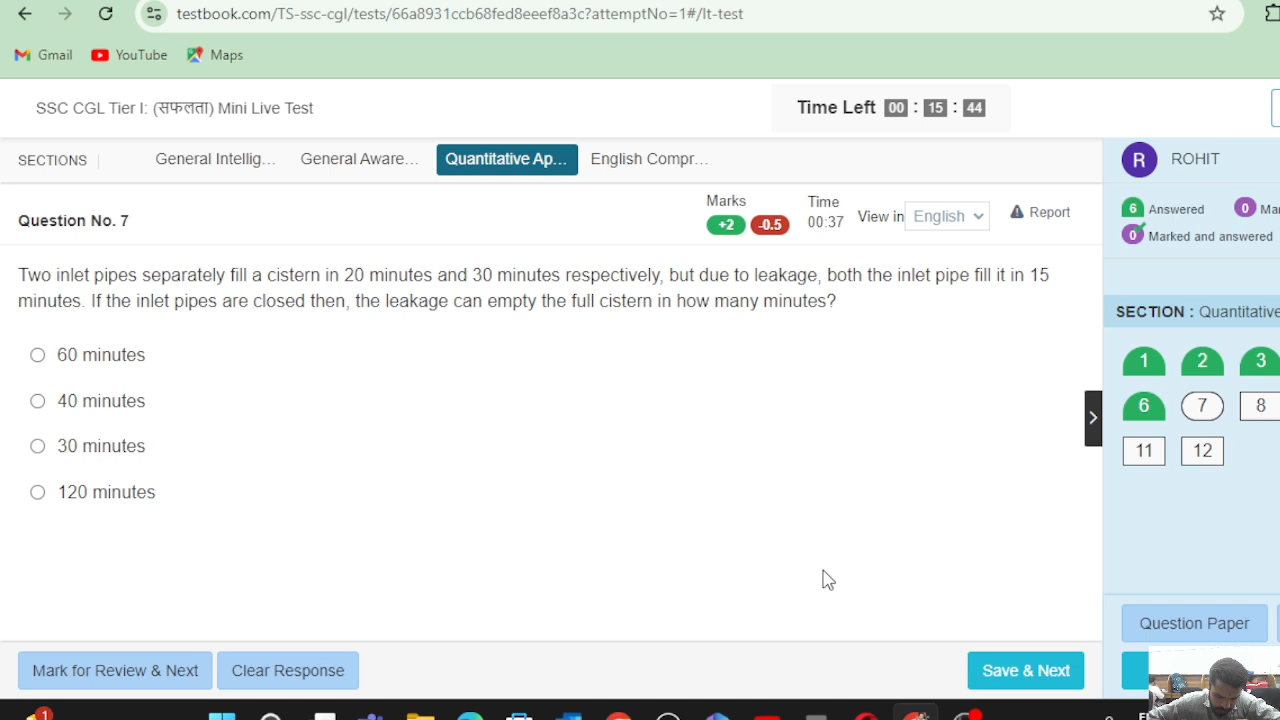 testbook.com/TS-ssc-cgl/tests/66a8931ccb68fed8eeef8a3c?attemptNo=1#/lt-test
Gmail YouTube Maps
SSC CGL Tier I: (सफलता) Mini Live Test
Time Left 00 : 15 : 44
SECTIONS General Intellig... General Aware... Quantitative Ap... English Compr...
R ROHIT
Question No. 7
Marks
+2 -0.5
Time
00:37
View in English
Report
6 Answered 0
0 Marked and answered
Two inlet pipes separately fill a cistern in 20 minutes and 30 minutes respectively, but due to leakage, both the inlet pipe fill it in 15
minutes. If the inlet pipes are closed then, the leakage can empty the full cistern in how many minutes?
60 minutes
40 minutes
30 minutes
120 minutes
SECTION : Quantitative
1 2 3
6 7 8
11 12
Question Paper
Mark for Review & Next Clear Response Save & Next
1